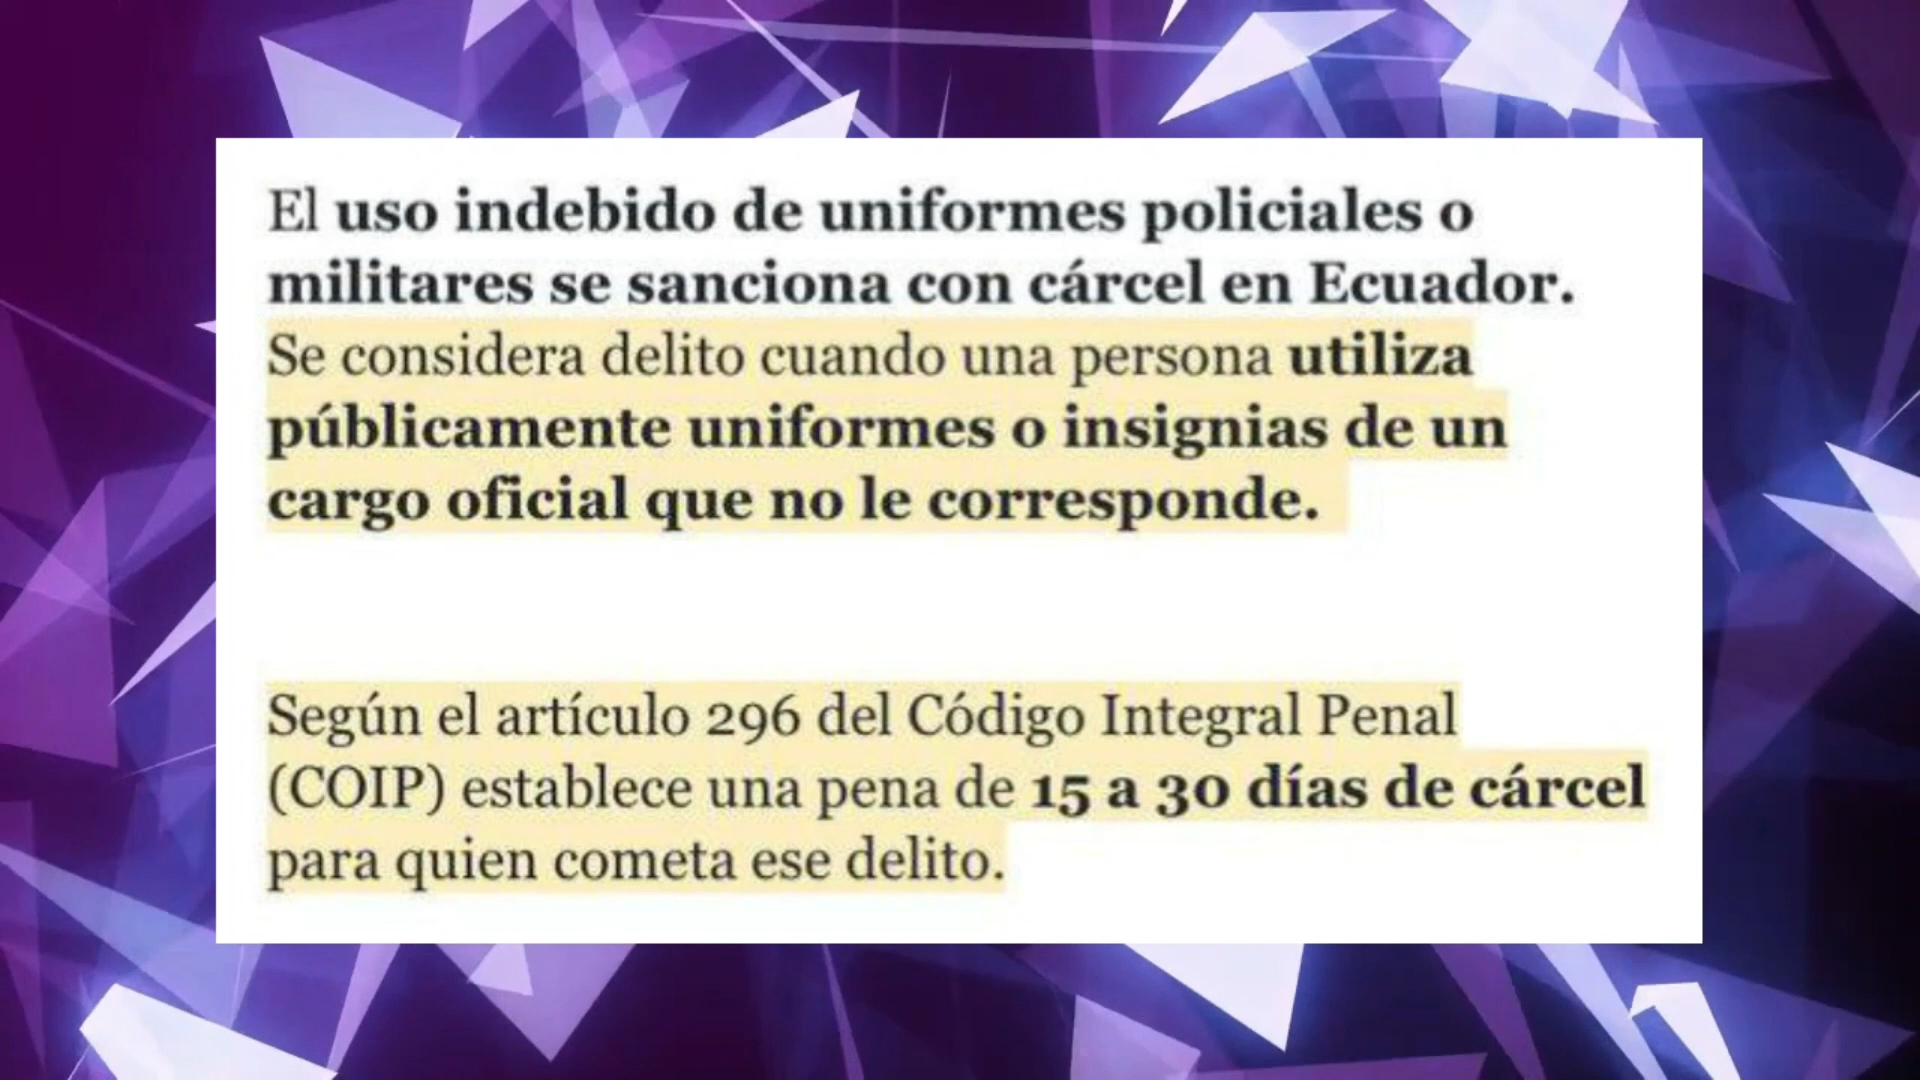 El uso indebido de uniformes policiales o
militares se sanciona con cárcel en Ecuador.
Se considera delito cuando una persona utiliza
públicamente uniformes o insignias de un
cargo oficial que no le corresponde.
Según el artículo 296 del Código Integral Penal
(COIP) establece una pena de 15 a 30 días de cárcel
para quien cometa ese delito.